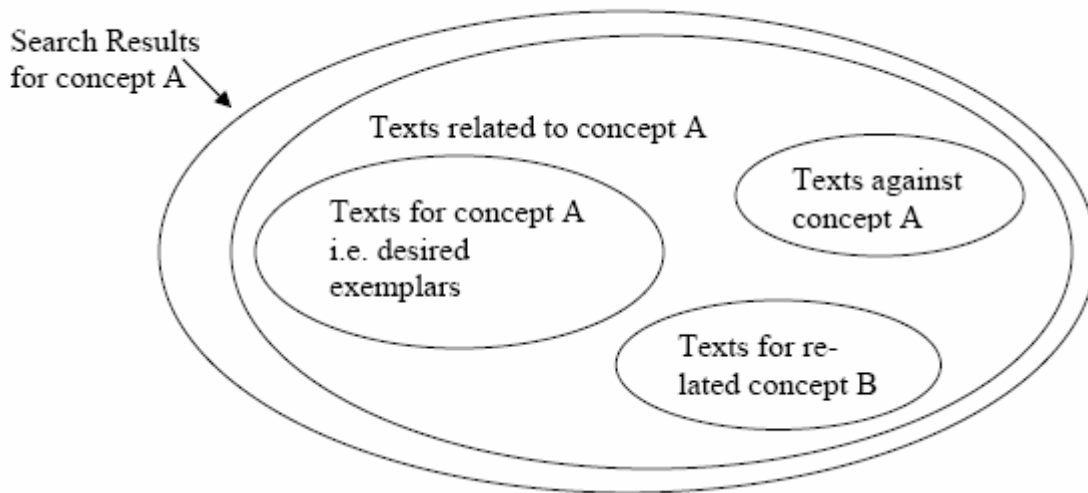 Search Results
for concept A
Texts related to concept A
Texts for concept A
i.e. desired
exemplars
Texts against
concept A
Texts for re-
lated concept B